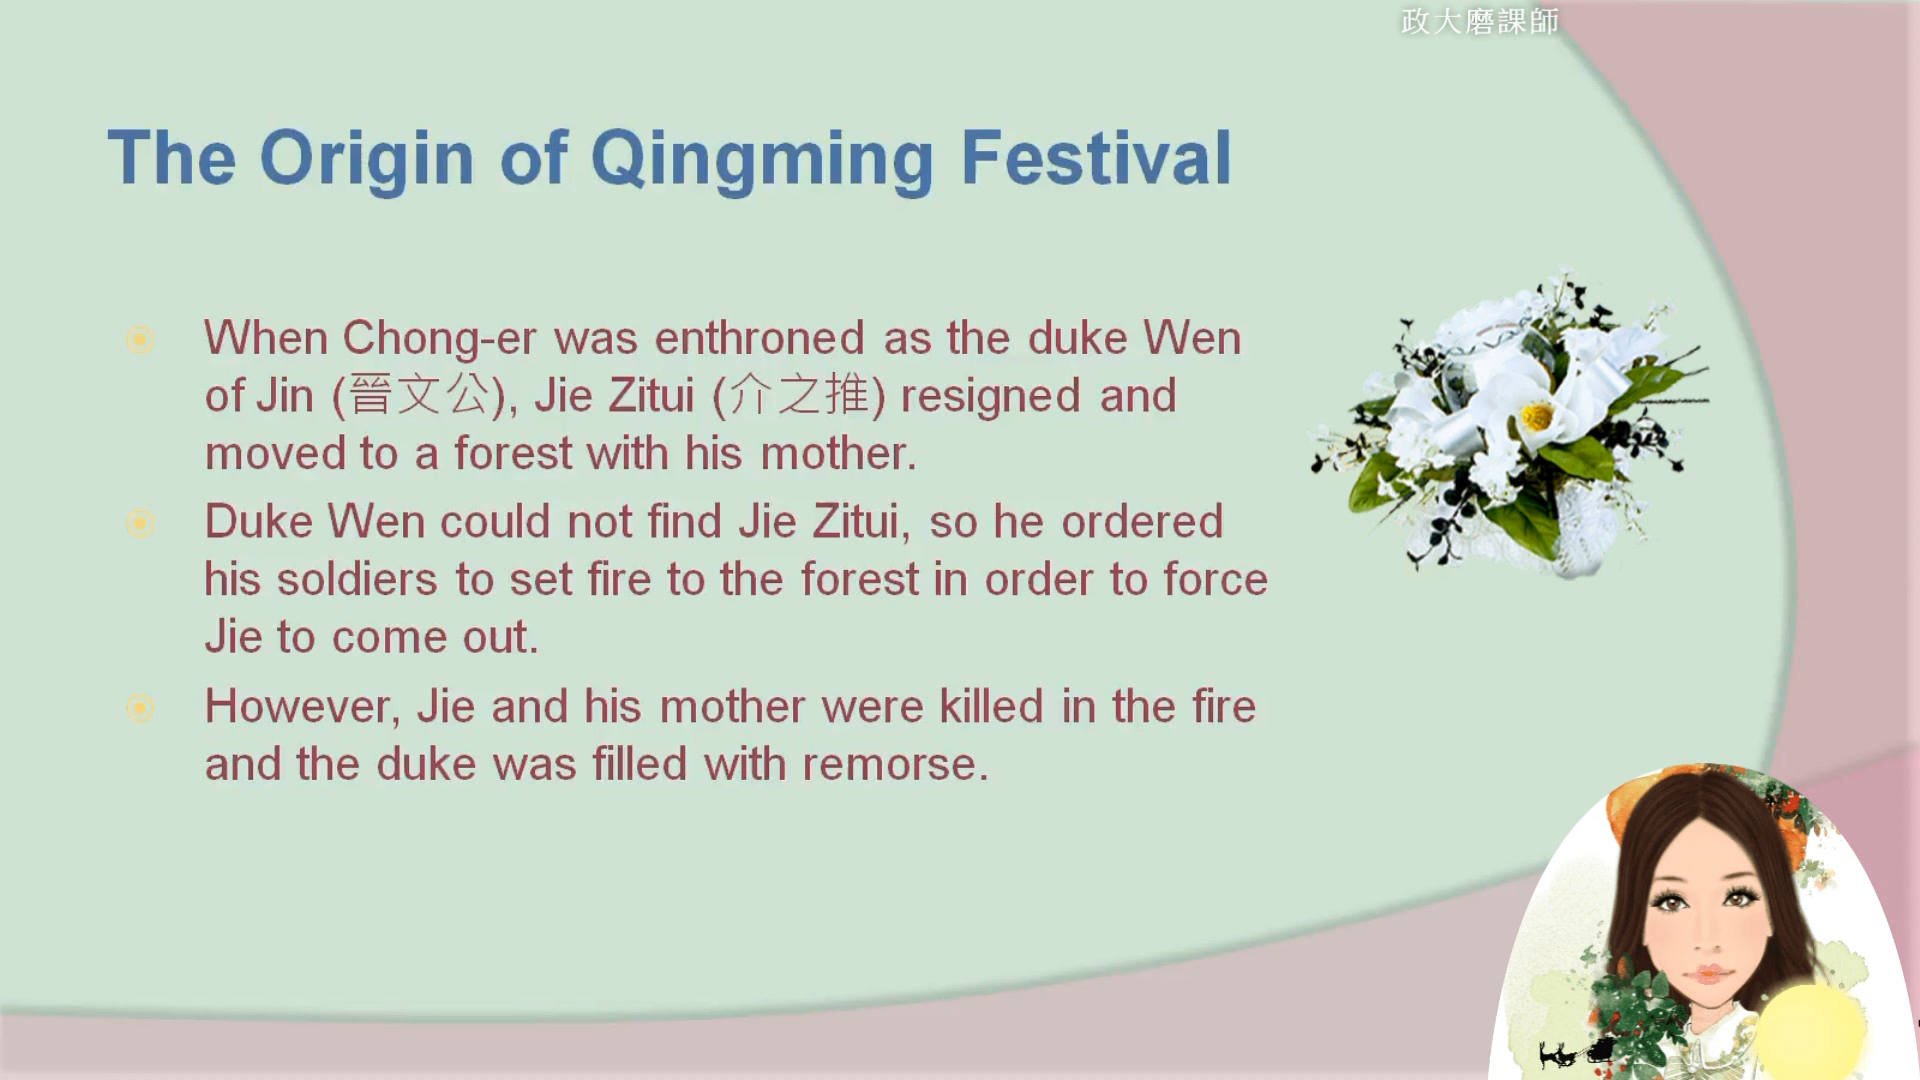 政大磨課師
The Origin of Qingming Festival
When Chong-er was enthroned as the duke Wen
of Jin (晉文公), Jie Zitui (介之推) resigned and
moved to a forest with his mother.
Duke Wen could not find Jie Zitui, so he ordered
his soldiers to set fire to the forest in order to force
Jie to come out.
However, Jie and his mother were killed in the fire
and the duke was filled with remorse.